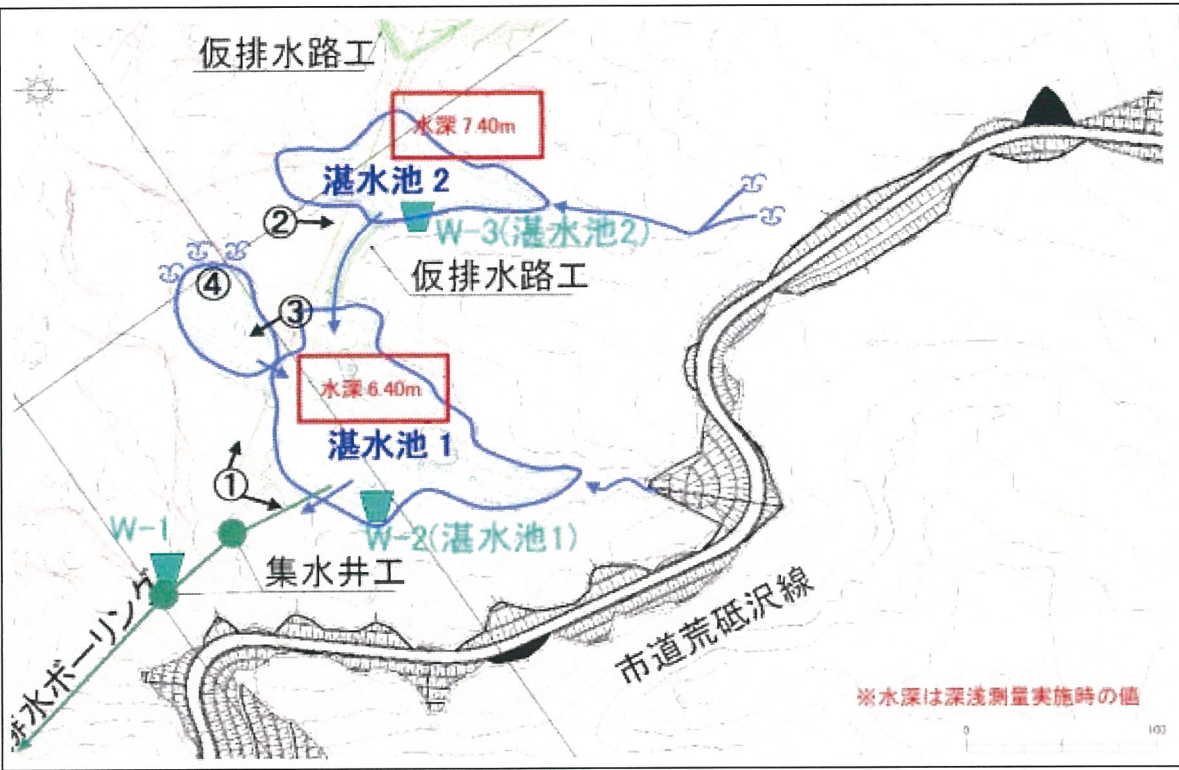 仮排水路工
水深 7.40m
湛水池 2
②
W-3(湛水池2)
仮排水路工
④
③
水深 6.40m
湛水池 1
①
W-1
W-2(湛水池1)
集水井工
排水ボーリング
市道荒砥沢線
※水深は深浅測量実施時の値
0
100